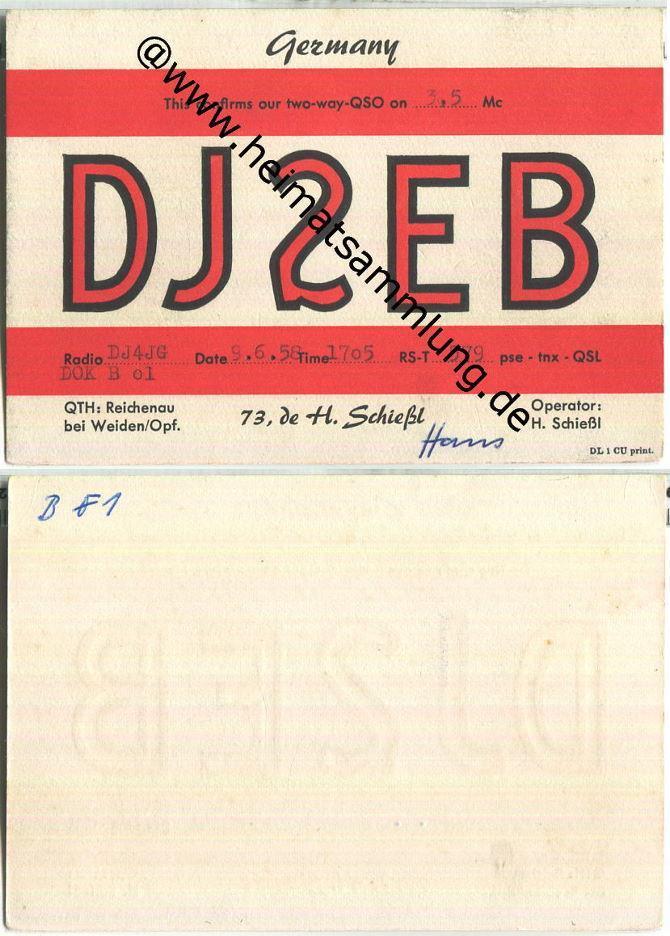 Germany
This confirms our two-way-QSO on 3,5 Mc
DJ2EB
Radio DJ4JG Date 9.6.58 Time 17o5 RS-T 579 pse - tnx - QSL
DOK B o1
QTH: Reichenau
bei Weiden/Opf.
73, de H. Schießl
Hans
Operator:
H. Schießl
DL 1 CU print.
@www.heimatsammlung.de
B 1